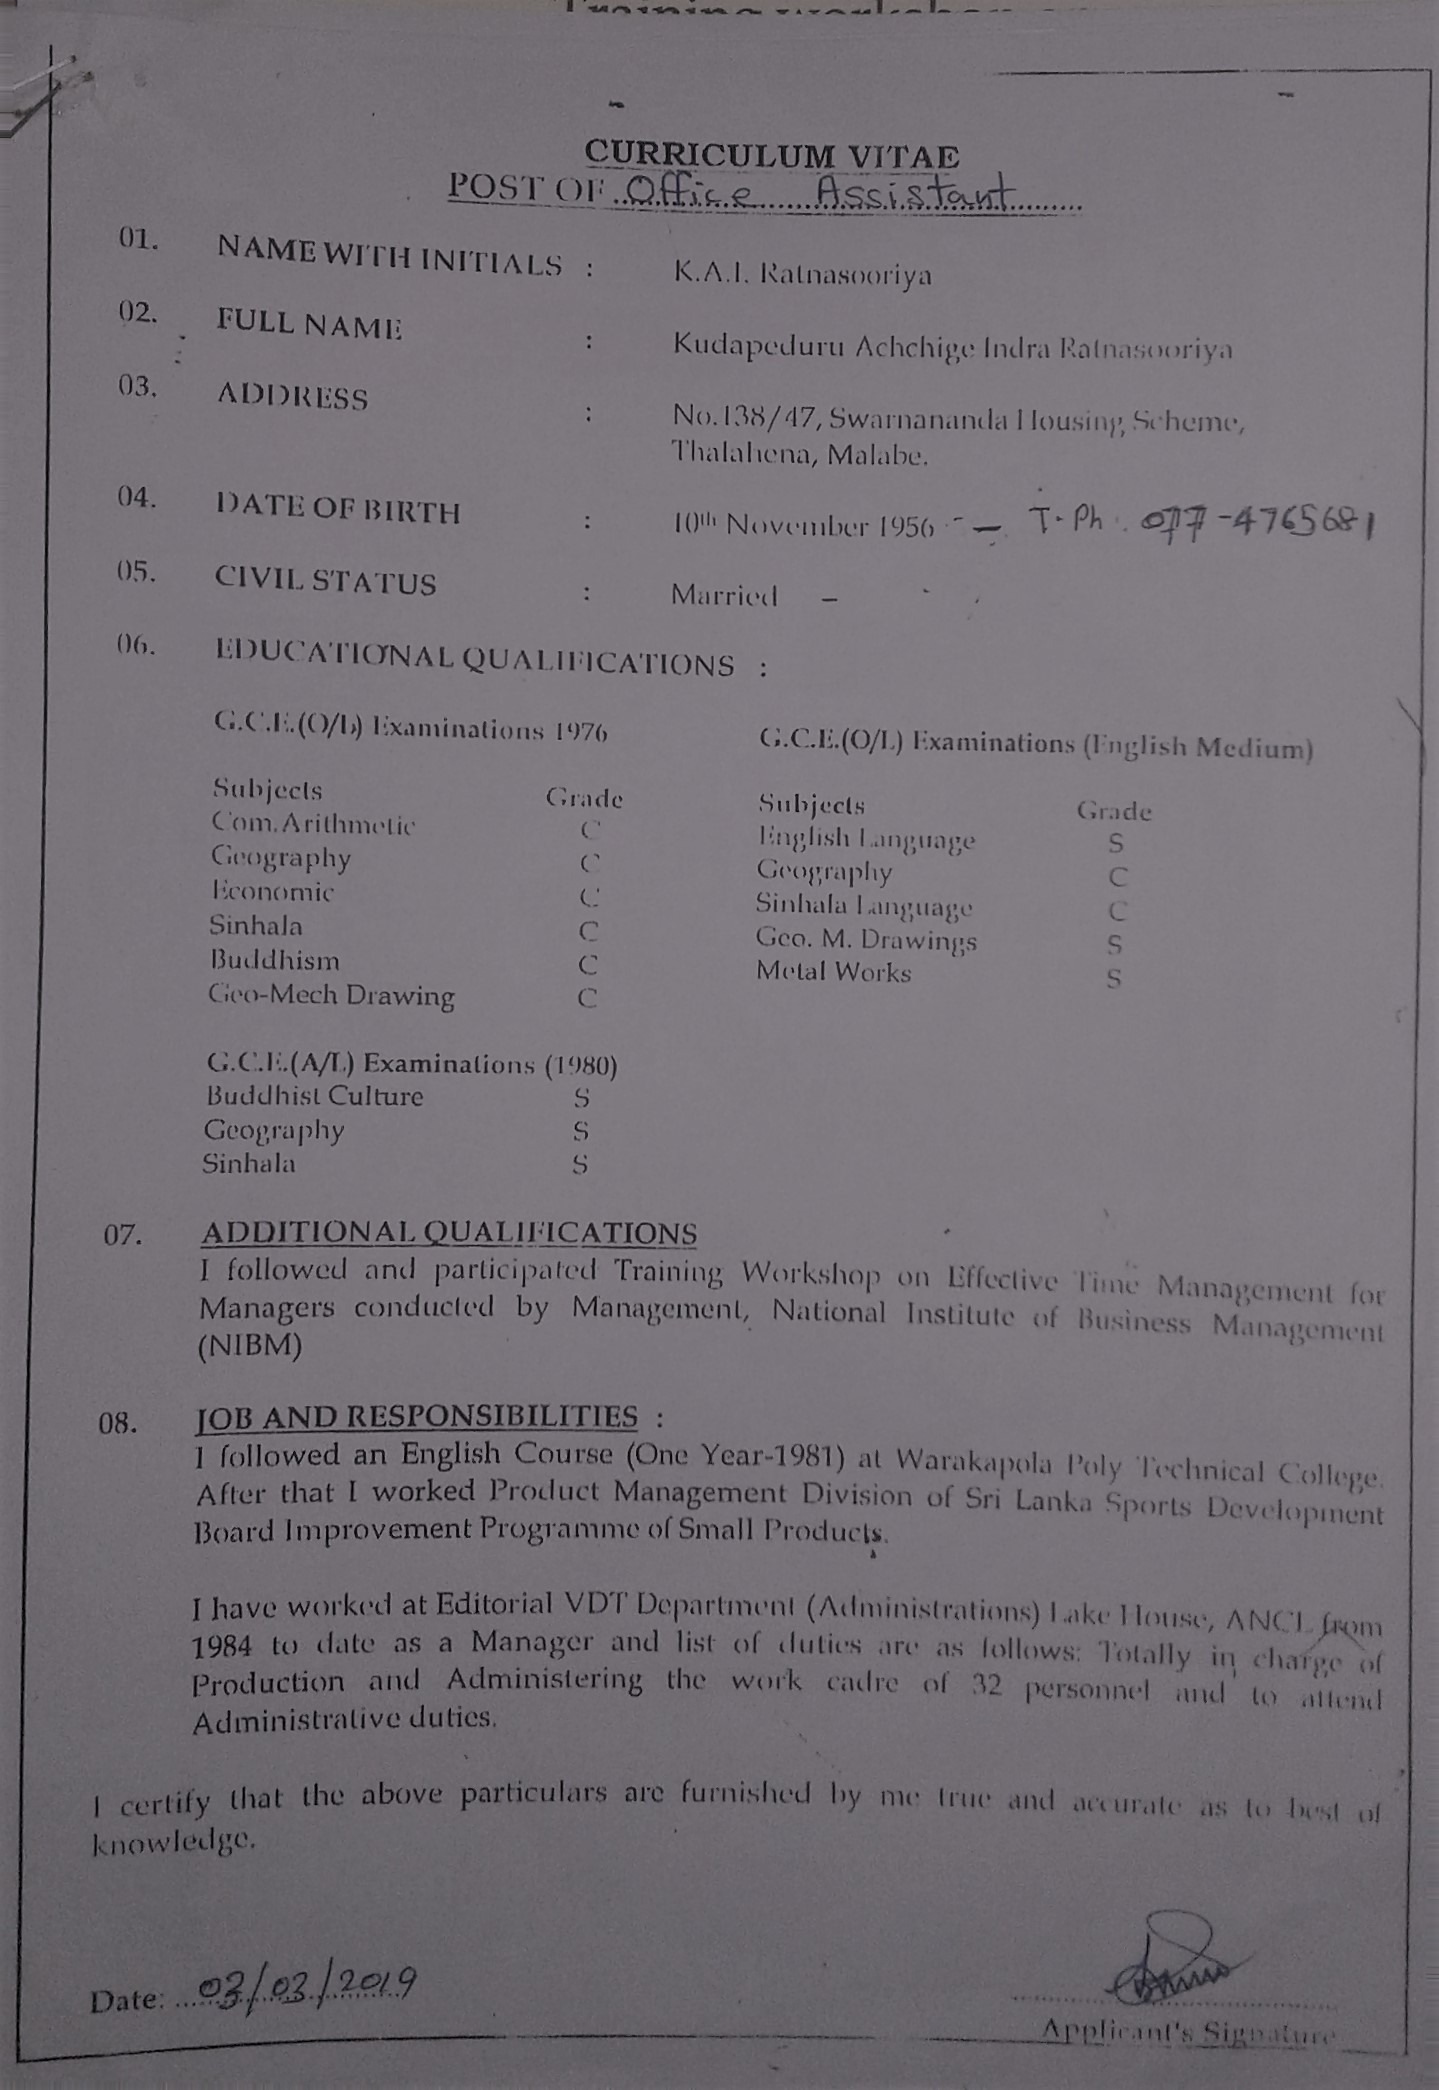 CURRICULUM VITAE
POST OF ..Office......Assistant.........
01. NAME WITH INITIALS : K.A.I. Ratnasooriya
02. FULL NAME : Kudapeduru Achchige Indra Ratnasooriya
03. ADDRESS : No.138/47, Swarnananda Housing Scheme,
Thalahena, Malabe.
04. DATE OF BIRTH : 10th November 1956 - — T.Ph : 077-4765681
05. CIVIL STATUS : Married –
06. EDUCATIONAL QUALIFICATIONS :
G.C.E.(O/L) Examinations 1976 G.C.E.(O/L) Examinations (English Medium)
Subjects Grade Subjects Grade
Com.Arithmetic C English Language S
Geography C Geography C
Economic C Sinhala Language C
Sinhala C Geo. M. Drawings S
Buddhism C Metal Works S
Geo-Mech Drawing C
G.C.E.(A/L) Examinations (1980)
Buddhist Culture S
Geography S
Sinhala S
07. ADDITIONAL QUALIFICATIONS
I followed and participated Training Workshop on Effective Time Management for
Managers conducted by Management, National Institute of Business Management
(NIBM)
08. JOB AND RESPONSIBILITIES :
I followed an English Course (One Year-1981) at Warakapola Poly Technical College.
After that I worked Product Management Division of Sri Lanka Sports Development
Board Improvement Programme of Small Products.
I have worked at Editorial VDT Department (Administrations) Lake House, ANCL from
1984 to date as a Manager and list of duties are as follows: Totally in charge of
Production and Administering the work cadre of 32 personnel and to attend
Administrative duties.
I certify that the above particulars are furnished by me true and accurate as to best of
knowledge.
Date: ...03/03/2019
Applicant's Signature